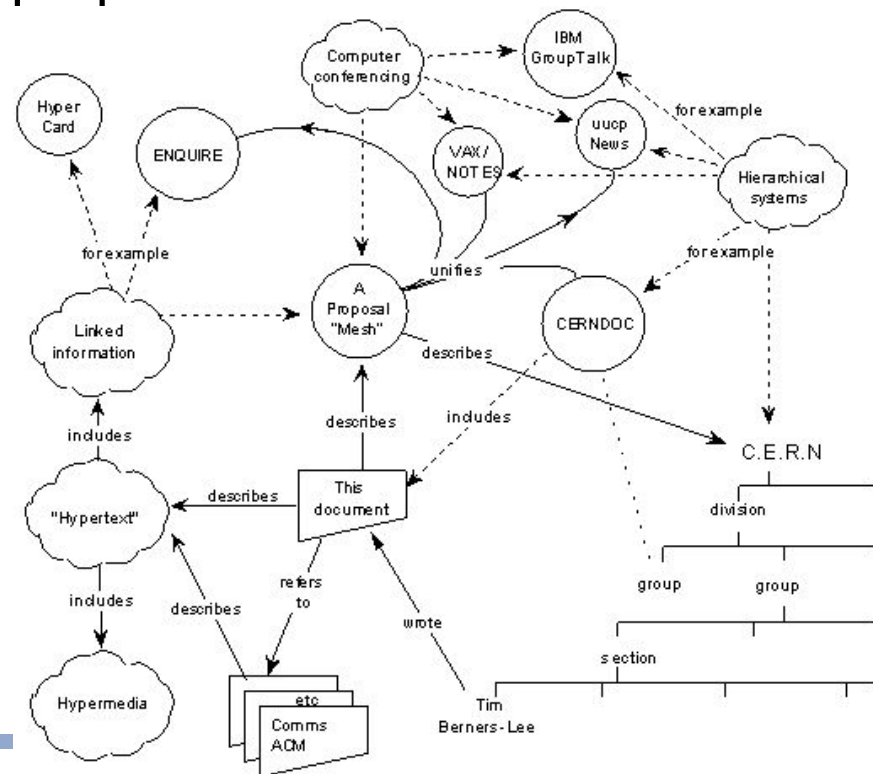 IBM
GroupTalk
Computer
conferencing
Hyper
Card
for example
uucp
News
ENQUIRE
VAX/
NOTES
Hierarchical
systems
for example
for example
unifies
A
Proposal
"Mesh"
CERNDOC
Linked
information
describes
includes
describes
includes
C.E.R.N
This
document
describes
"Hypertext"
division
refers
to
includes
describes
group
group
wrote
section
Hypermedia
etc
Comms
ACM
Tim
Berners-Lee